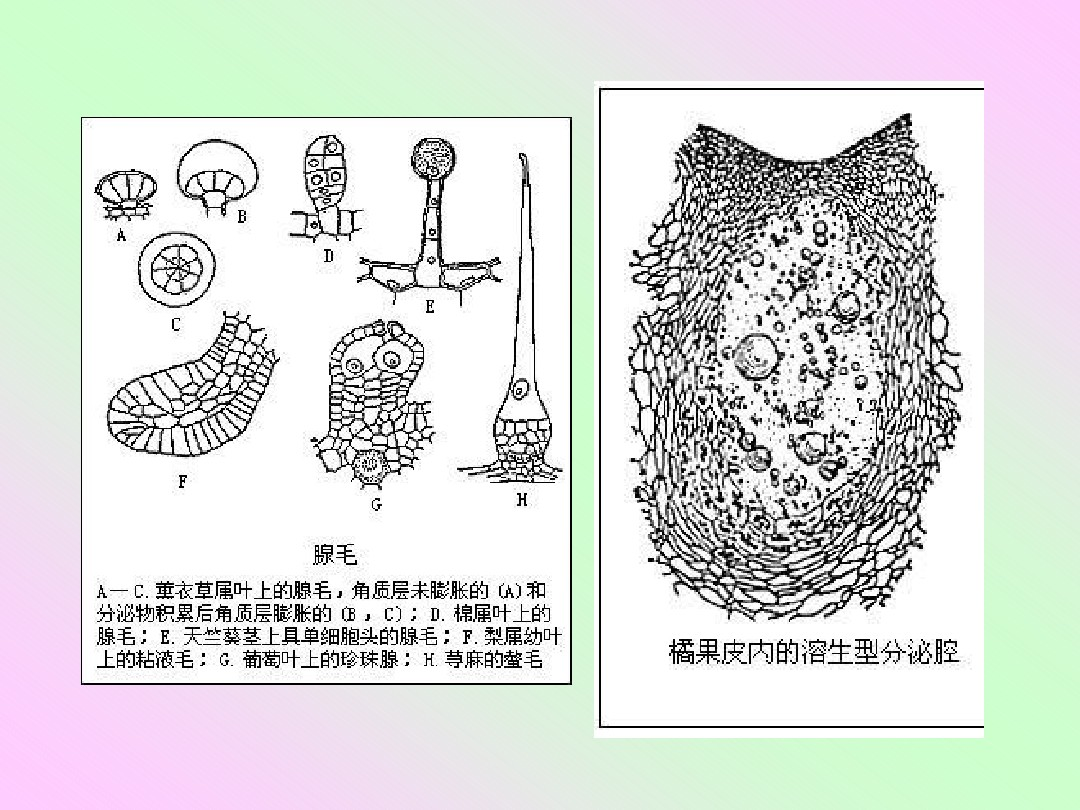 A
B
C
D
E
F
G
H
腺毛
A—C.薰衣草属叶上的腺毛，角质层未膨胀的(A)和
分泌物积累后角质层膨胀的(B，C)；D.棉属叶上的
腺毛；E.天竺葵茎上具单细胞头的腺毛；F.梨属幼叶
上的粘液毛；G.葡萄叶上的珍珠腺；H.荨麻的螫毛
橘果皮内的溶生型分泌腔